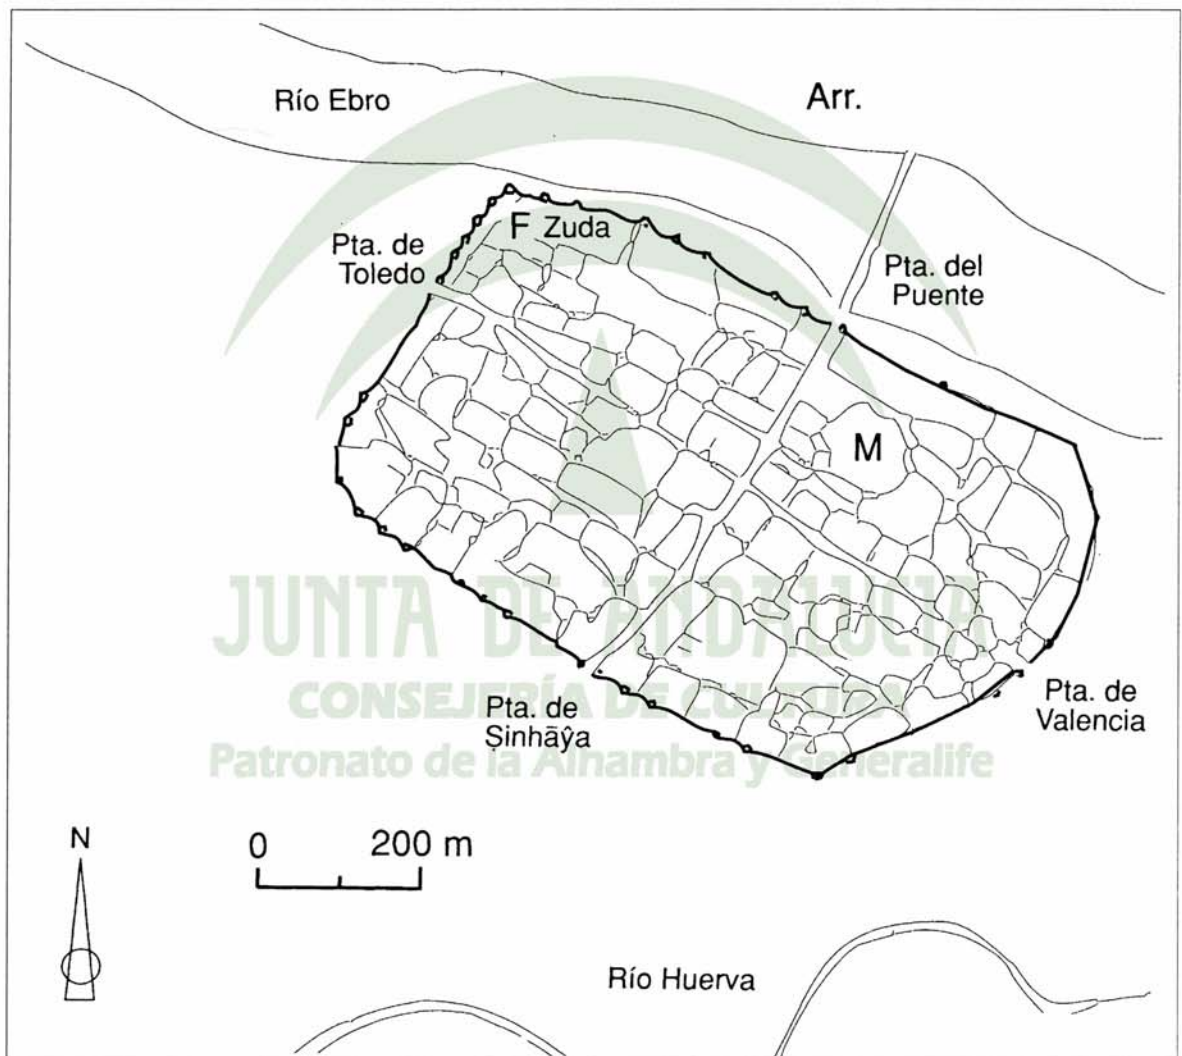 Río Ebro
Arr.
F Zuda
Pta. de
Toledo
Pta. del
Puente
M
JUNTA DE ANDALUCIA
CONSEJERÍA DE CULTURA
Patronato de la Alhambra y Generalife
Pta. de
Valencia
Pta. de
Ṣinhāŷa
N
0 200 m
Río Huerva